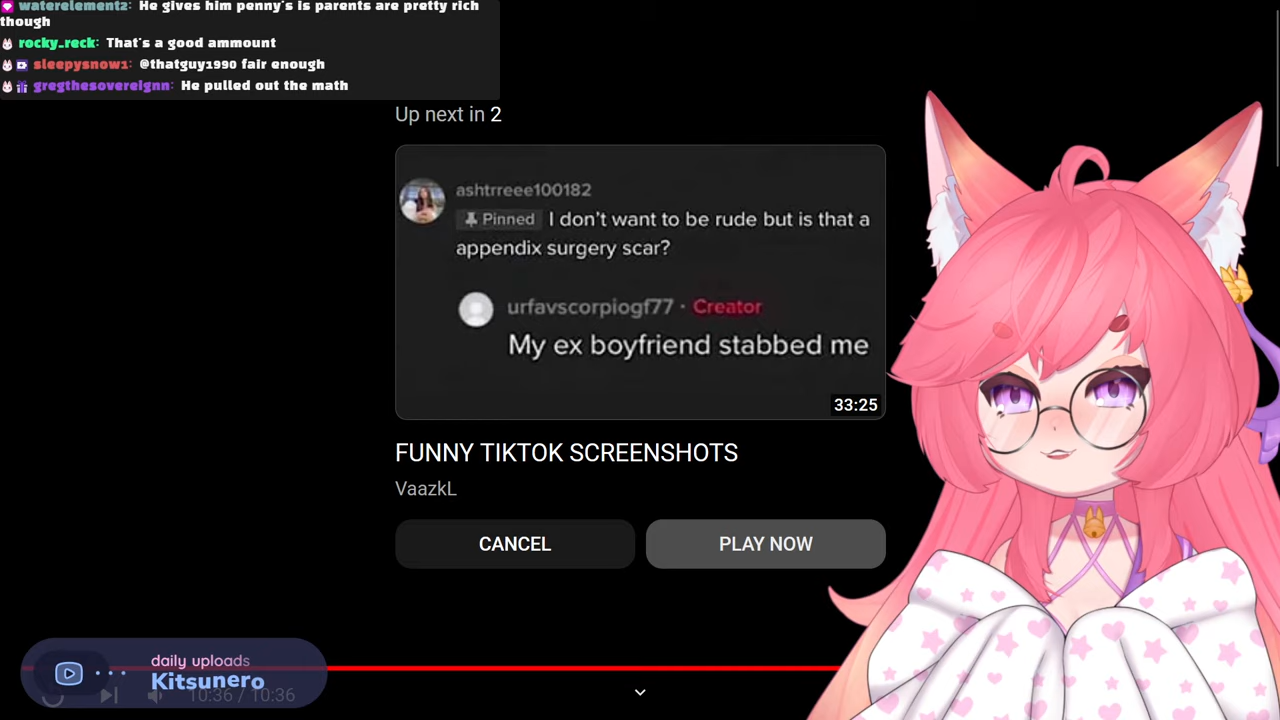 waterelement2: He gives him penny's is parents are pretty rich
though
rocky_reck: That's a good ammount
sleepysnow1: @thatguy1990 fair enough
gregthesovereignn: He pulled out the math
Up next in 2
ashtrreee100182
Pinned I don't want to be rude but is that a
appendix surgery scar?
urfavscorpiogf77 · Creator
My ex boyfriend stabbed me
33:25
FUNNY TIKTOK SCREENSHOTS
VaazkL
CANCEL
PLAY NOW
daily uploads
Kitsunero
10:36 / 10:36